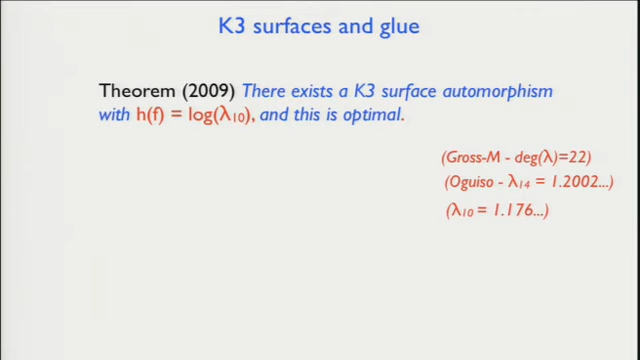 K3 surfaces and glue
Theorem (2009) There exists a K3 surface automorphism
with h(f) = log(λ₁₀), and this is optimal.
(Gross-M - deg(λ)=22)
(Oguiso - λ₁₄ = 1.2002...)
(λ₁₀ = 1.176...)